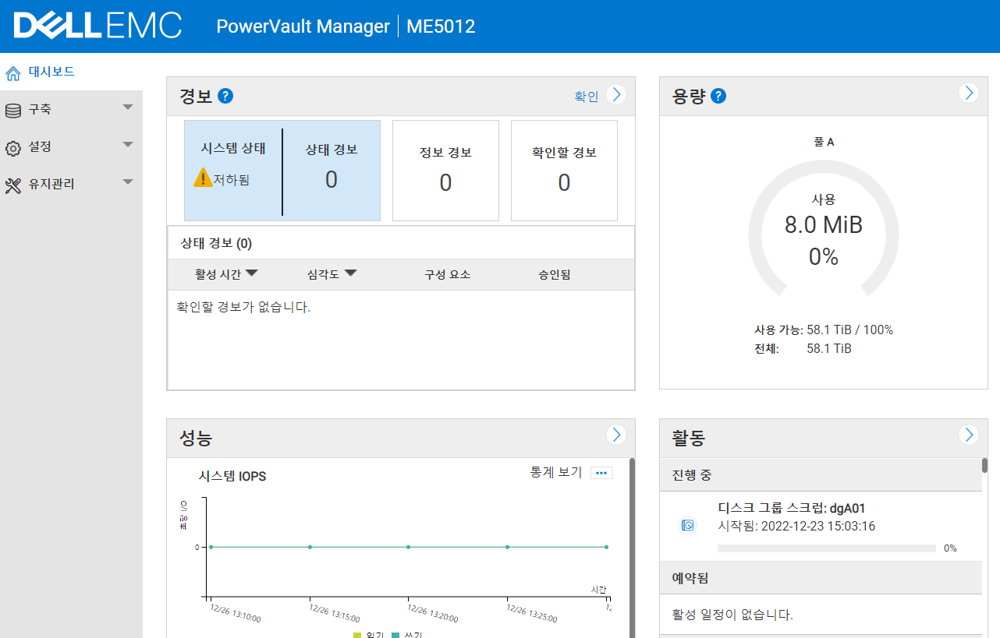 DELL EMC
PowerVault Manager | ME5012
대시보드
구축
설정
유지관리
경보 ?
확인
시스템 상태
저하됨
상태 경보
0
정보 경보
0
확인할 경보
0
상태 경보 (0)
활성 시간 심각도 구성 요소 승인됨
확인할 경보가 없습니다.
용량 ?
풀 A
사용
8.0 MiB
0%
사용 가능: 58.1 TiB / 100%
전체: 58.1 TiB
성능
시스템 IOPS
통계 보기
초당 I/O
0
시간
12/26 13:10:00
12/26 13:15:00
12/26 13:20:00
12/26 13:25:00
읽기 쓰기
활동
진행 중
디스크 그룹 스크럽: dgA01
시작됨: 2022-12-23 15:03:16
0%
예약됨
활성 일정이 없습니다.